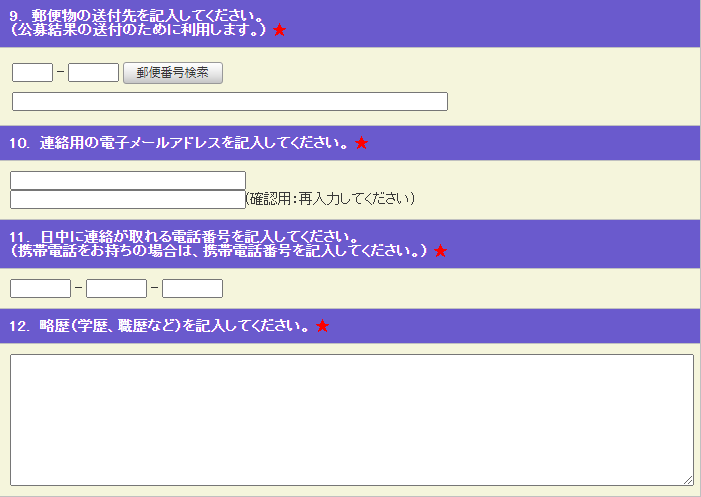 9. 郵便物の送付先を記入してください。
（公募結果の送付のために利用します。）★
－ 郵便番号検索
10. 連絡用の電子メールアドレスを記入してください。★
(確認用：再入力してください)
11. 日中に連絡が取れる電話番号を記入してください。
（携帯電話をお持ちの場合は、携帯電話番号を記入してください。）★
－ －
12. 略歴（学歴、職歴など）を記入してください。★